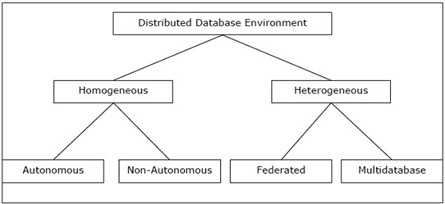 Distributed Database Environment
Homogeneous
Heterogeneous
Autonomous
Non-Autonomous
Federated
Multidatabase